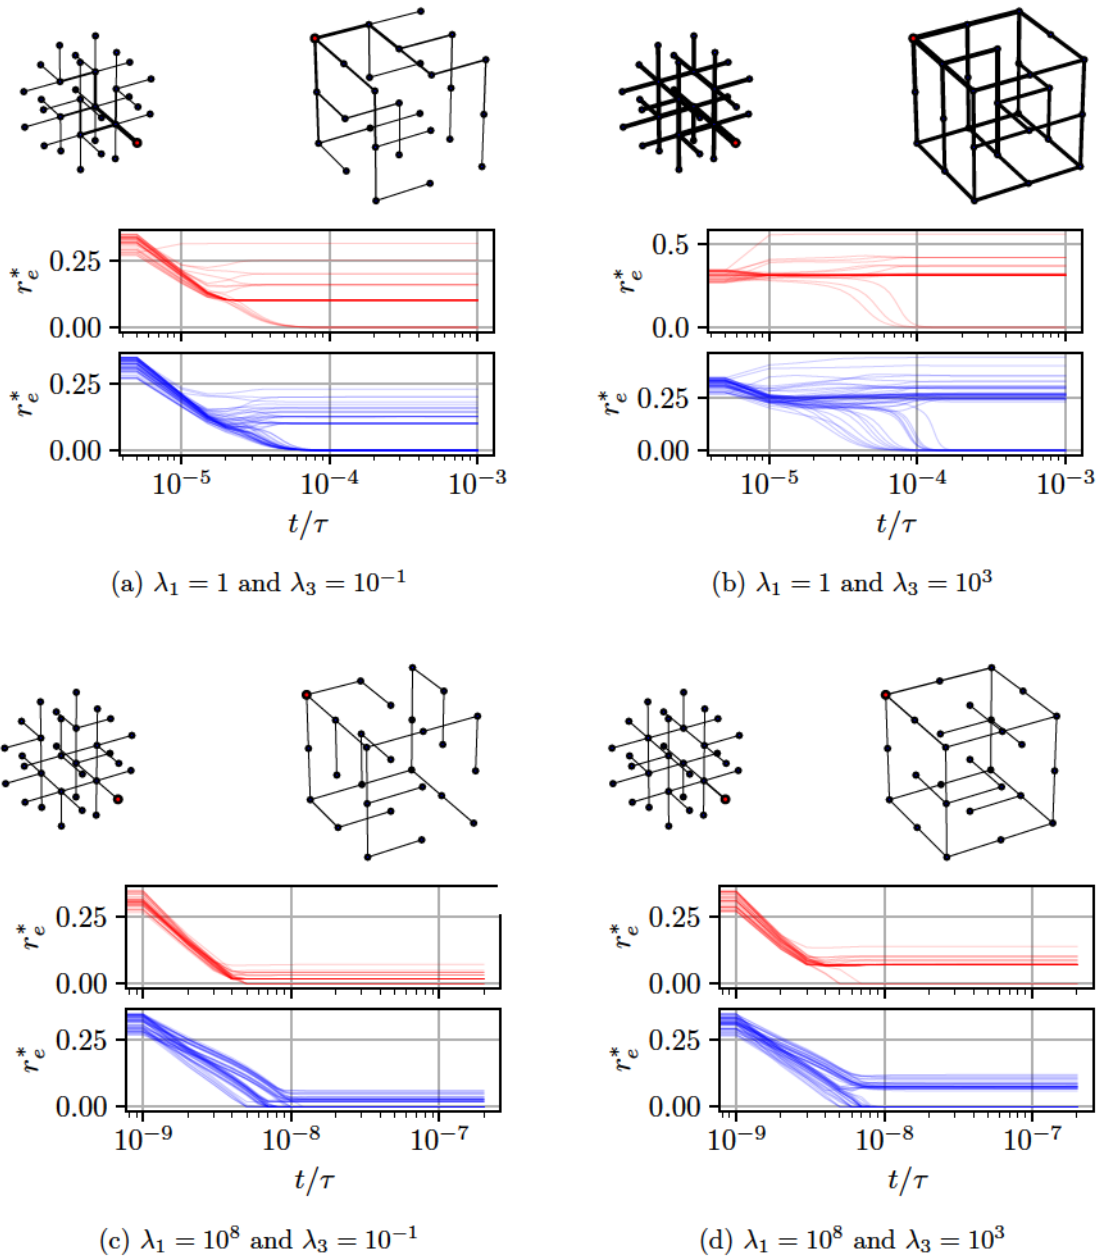 r*e 0.25 0.00
r*e 0.25 0.00
10⁻⁵ 10⁻⁴ 10⁻³
t/τ
(a) λ₁ = 1 and λ₃ = 10⁻¹
r*e 0.5 0.0
r*e 0.25 0.00
10⁻⁵ 10⁻⁴ 10⁻³
t/τ
(b) λ₁ = 1 and λ₃ = 10³
r*e 0.25 0.00
r*e 0.25 0.00
10⁻⁹ 10⁻⁸ 10⁻⁷
t/τ
(c) λ₁ = 10⁸ and λ₃ = 10⁻¹
r*e 0.25 0.00
r*e 0.25 0.00
10⁻⁹ 10⁻⁸ 10⁻⁷
t/τ
(d) λ₁ = 10⁸ and λ₃ = 10³